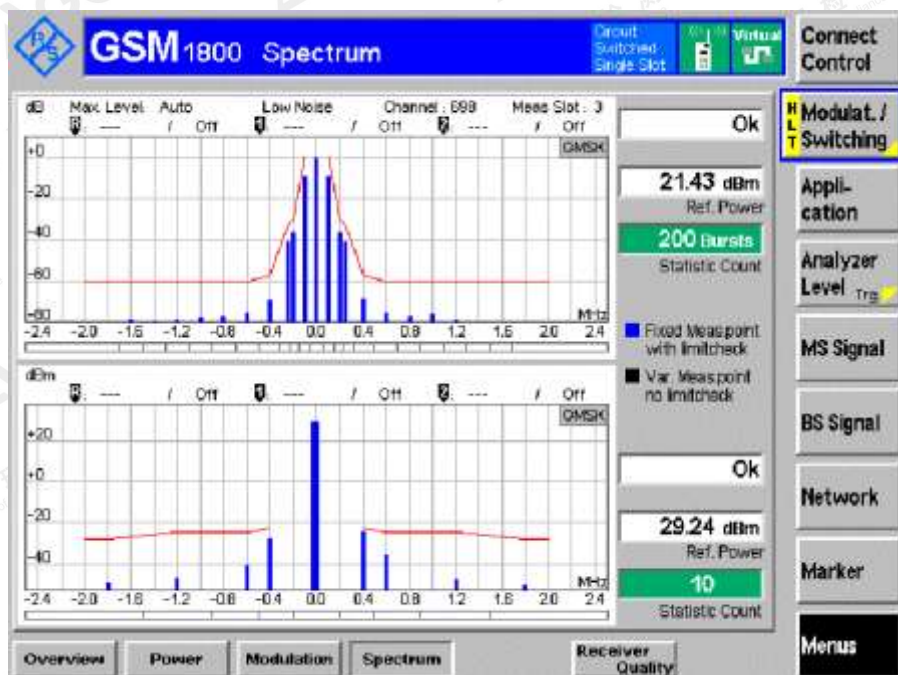 R&S
GSM 1800 Spectrum
Circuit Switched Single Slot
Virtual
Connect Control
dB Max. Level: Auto Low Noise Channel: 698 Meas Slot: 3
--- / Off --- / Off --- / Off
GMSK
+0
-20
-40
-60
-80
MHz
-2.4 -2.0 -1.6 -1.2 -0.8 -0.4 0.0 0.4 0.8 1.2 1.6 2.0 2.4
Ok
21.43 dBm
Ref. Power
200 Bursts
Statistic Count
Fixed Meas.point
with limitcheck
Var. Meas.point
no limitcheck
dBm
--- / Off --- / Off --- / Off
GMSK
+20
+0
-20
-40
MHz
-2.4 -2.0 -1.6 -1.2 -0.8 -0.4 0.0 0.4 0.8 1.2 1.6 2.0 2.4
Ok
29.24 dBm
Ref. Power
10
Statistic Count
HLT
Modulat. /
Switching
Appli-
cation
Analyzer
Level Trg
MS Signal
BS Signal
Network
Marker
Menus
Overview
Power
Modulation
Spectrum
Receiver
Quality